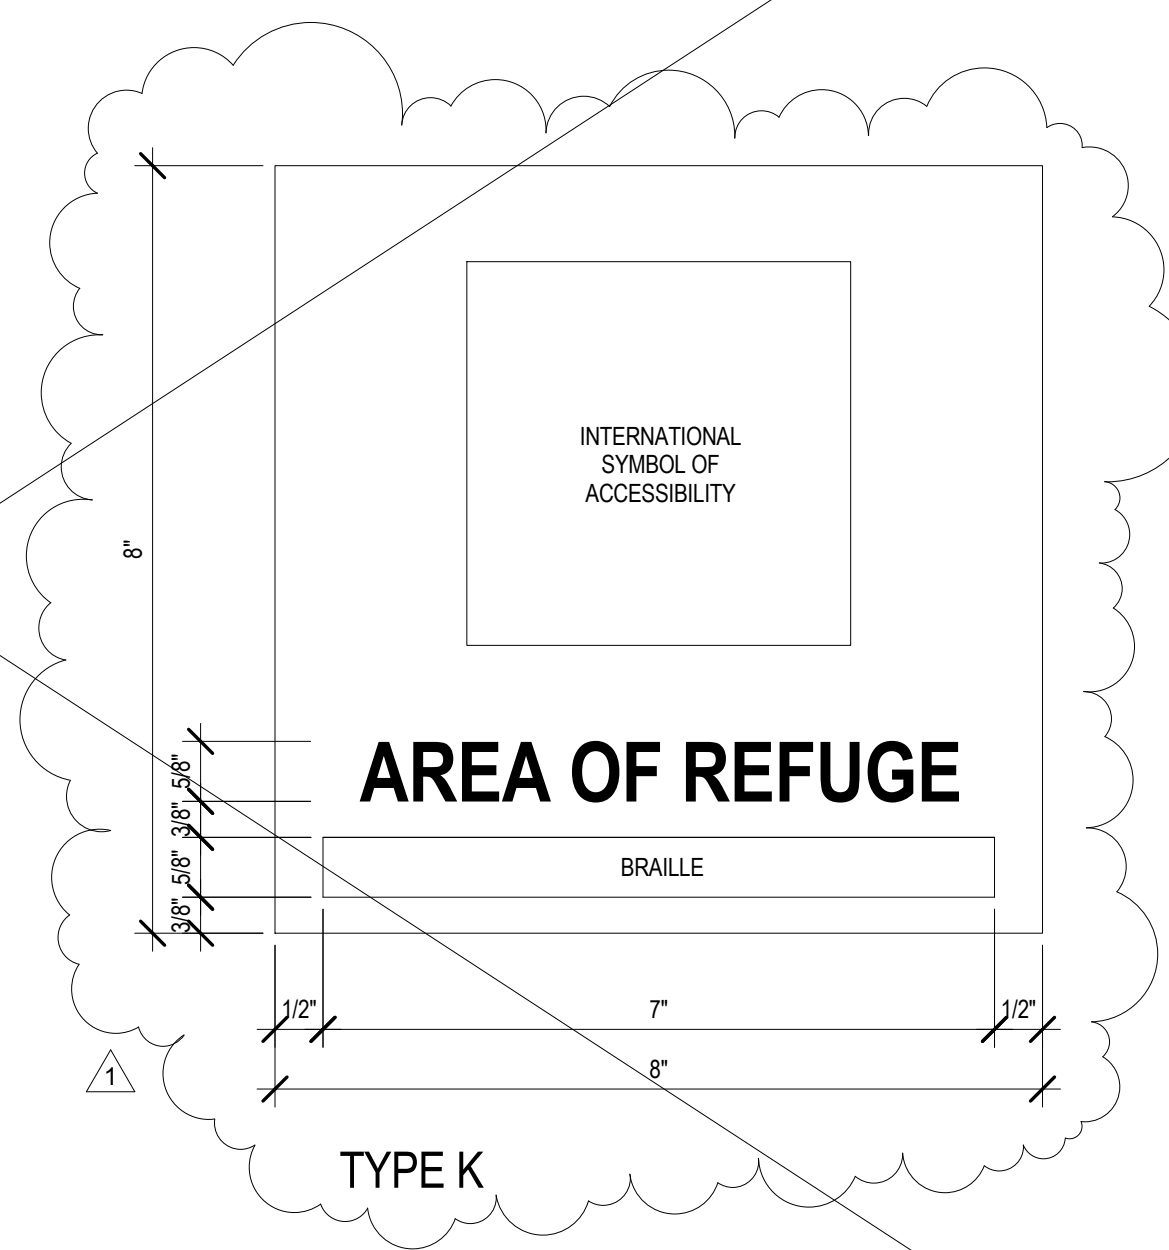 INTERNATIONAL
SYMBOL OF
ACCESSIBILITY
8"
AREA OF REFUGE
5/8"
3/8"
BRAILLE
5/8"
3/8"
1/2"
7"
1/2"
8"
1
TYPE K